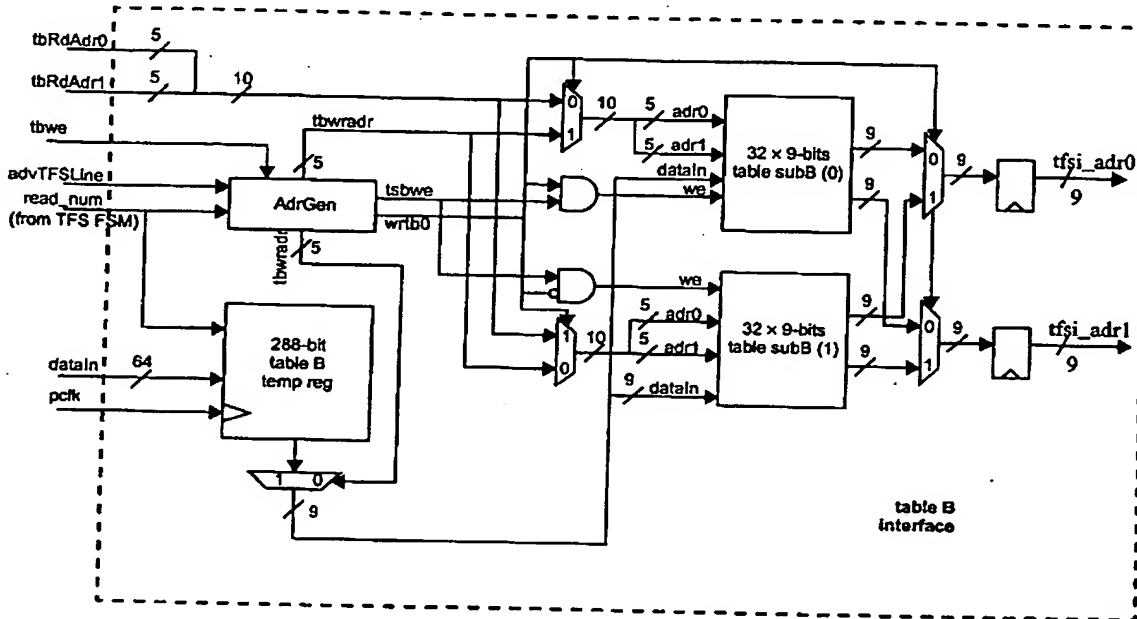 tbRdAdr0 5
tbRdAdr1 5 10
tbwe
advTFSLine
read_num
(from TFS FSM)
AdrGen
tbwradr
5
tsbwe
wrtb0
tbwradr 5
288-bit
table B
temp reg
dataIn 64
pclk
1 0
9
0
1
10
5 adr0
5 adr1
dataIn
we
32 × 9-bits
table subB (0)
we
1
0
10
5 adr0
5 adr1
9 dataIn
32 × 9-bits
table subB (1)
9
9
0
1
9
tfsi_adr0
9
9
9
0
1
9
tfsi_adr1
9
table B
interface